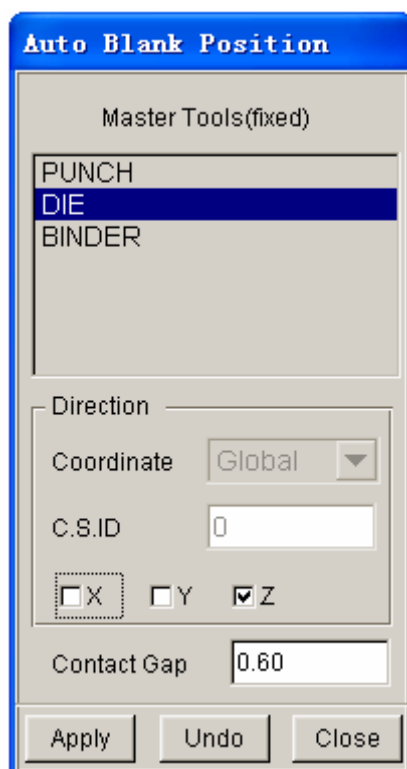 Auto Blank Position
Master Tools(fixed)
PUNCH
DIE
BINDER
Direction
Coordinate Global
C.S.ID 0
X Y Z
Contact Gap 0.60
Apply Undo Close